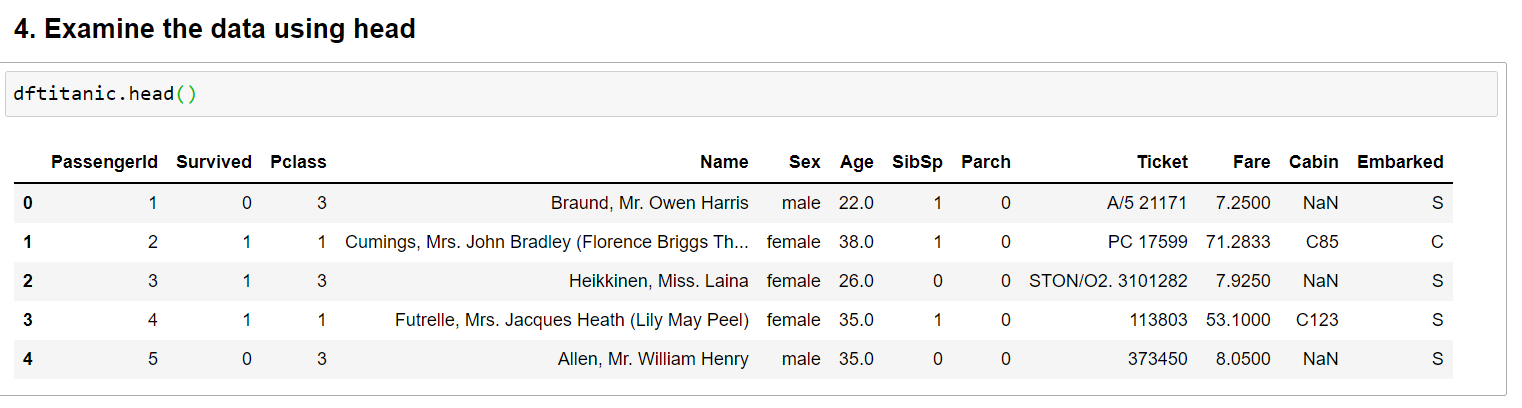 4. Examine the data using head
dftitanic.head()
PassengerId Survived Pclass Name Sex Age SibSp Parch Ticket Fare Cabin Embarked
0 1 0 3 Braund, Mr. Owen Harris male 22.0 1 0 A/5 21171 7.2500 NaN S
1 2 1 1 Cumings, Mrs. John Bradley (Florence Briggs Th... female 38.0 1 0 PC 17599 71.2833 C85 C
2 3 1 3 Heikkinen, Miss. Laina female 26.0 0 0 STON/O2. 3101282 7.9250 NaN S
3 4 1 1 Futrelle, Mrs. Jacques Heath (Lily May Peel) female 35.0 1 0 113803 53.1000 C123 S
4 5 0 3 Allen, Mr. William Henry male 35.0 0 0 373450 8.0500 NaN S